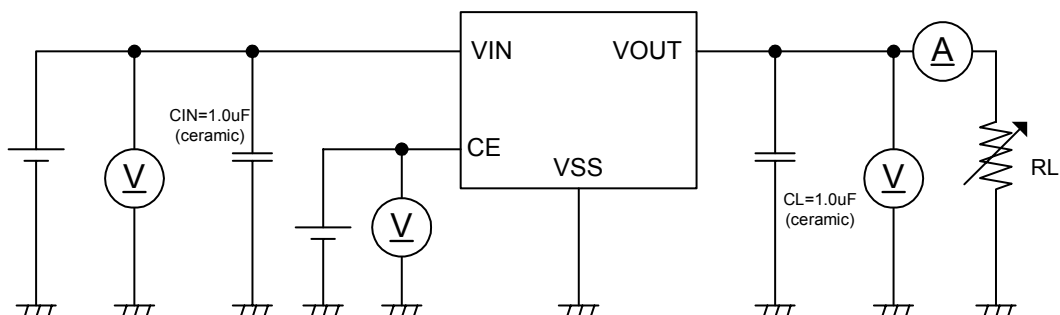 VIN
VOUT
A
CIN=1.0uF
(ceramic)
CE
V
VSS
V
V
RL
CL=1.0uF
(ceramic)